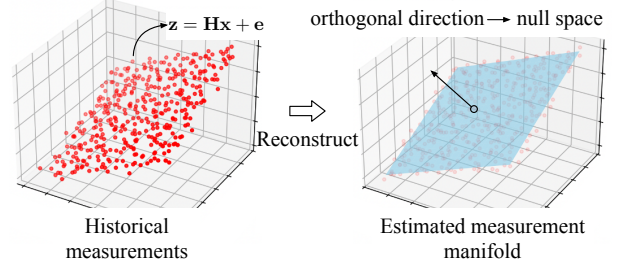 z = Hx + e
orthogonal direction → null space
Reconstruct
Historical
measurements
Estimated measurement
manifold